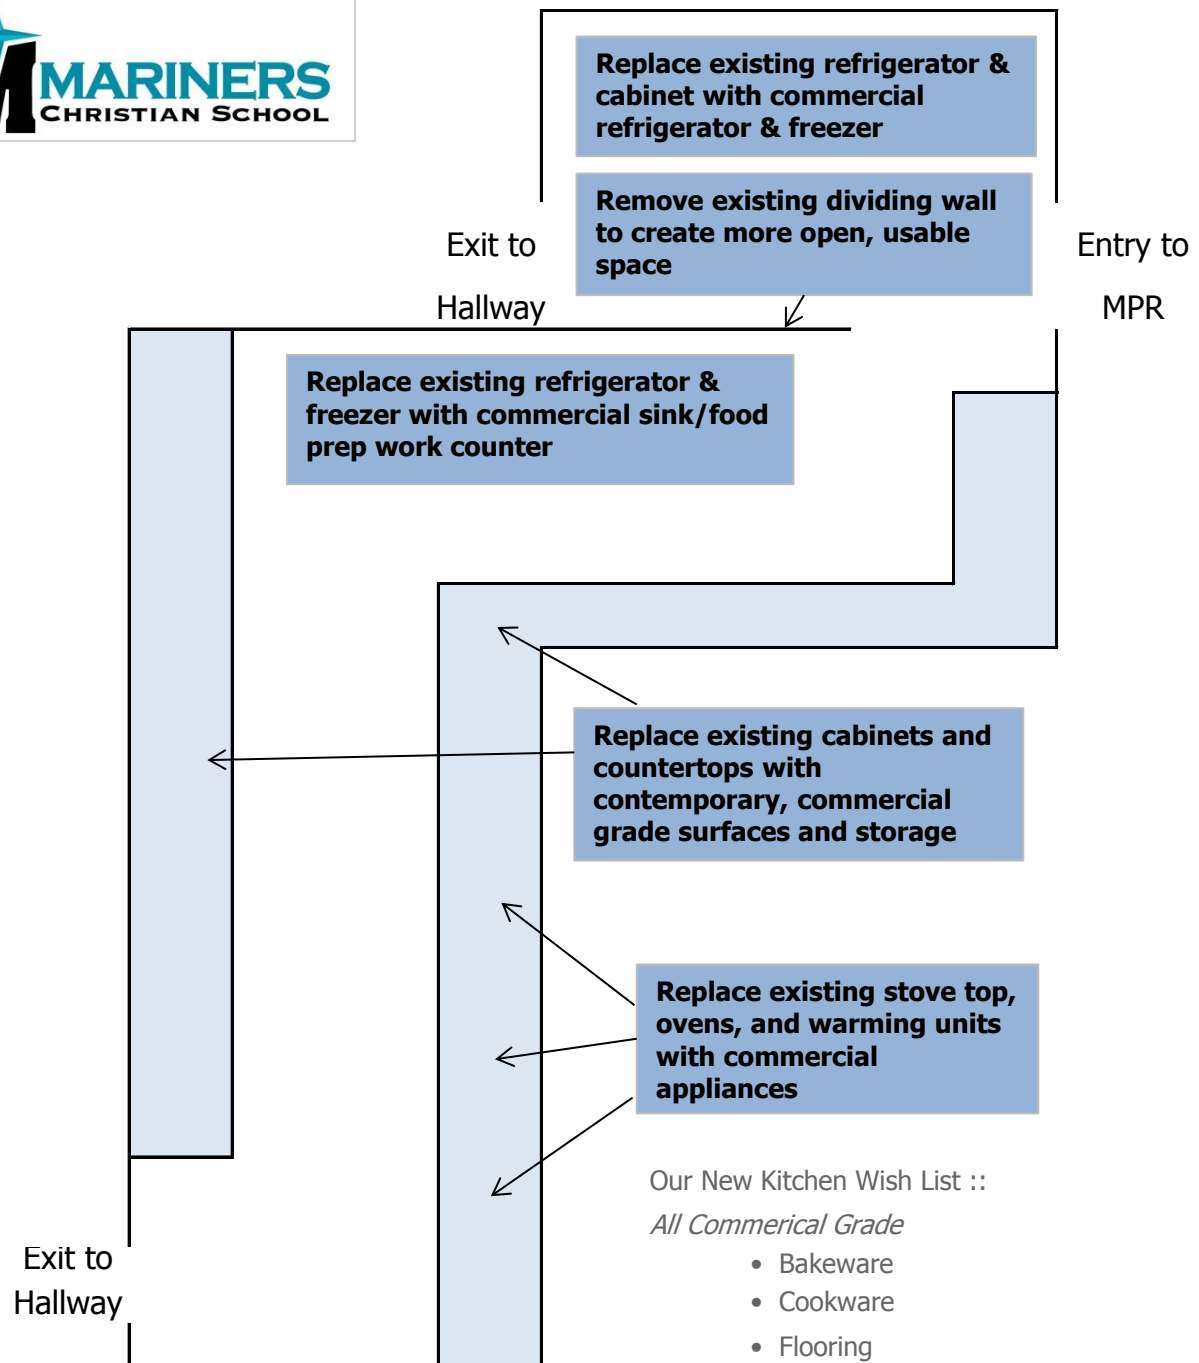 MARINERS
CHRISTIAN SCHOOL
Replace existing refrigerator &
cabinet with commercial
refrigerator & freezer
Remove existing dividing wall
to create more open, usable
space
Exit to
Hallway
Entry to
MPR
Replace existing refrigerator &
freezer with commercial sink/food
prep work counter
Replace existing cabinets and
countertops with
contemporary, commercial
grade surfaces and storage
Replace existing stove top,
ovens, and warming units
with commercial
appliances
Our New Kitchen Wish List ::
All Commerical Grade
• Bakeware
• Cookware
• Flooring
Exit to
Hallway